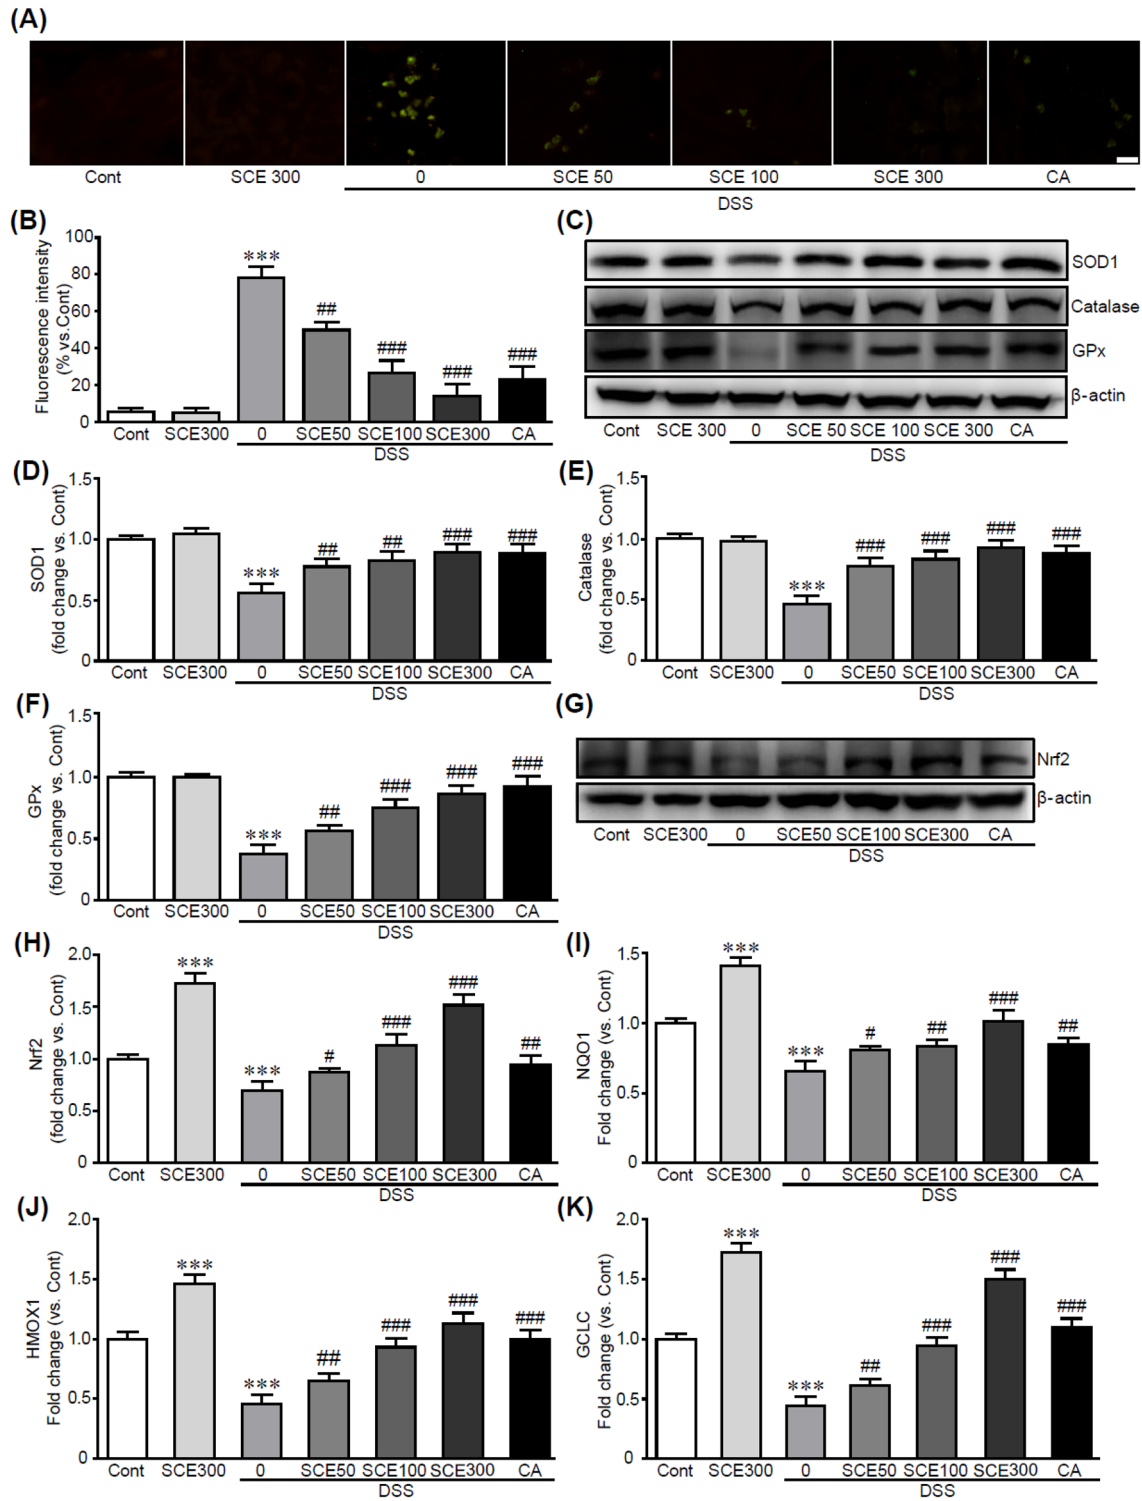 (A)
Cont SCE 300 0 SCE 50 SCE 100 SCE 300 CA
DSS
(B)
Fluorescence intensity
(% vs.Cont)
100
80
60
40
20
0
***
##
###
###
###
Cont SCE300 0 SCE50 SCE100 SCE300 CA
DSS
(C)
SOD1
Catalase
GPx
β-actin
Cont SCE 300 0 SCE 50 SCE 100 SCE 300 CA
DSS
(D)
SOD1
(fold change vs. Cont)
1.5
1.0
0.5
0
***
##
##
###
###
Cont SCE300 0 SCE50 SCE100 SCE300 CA
DSS
(E)
Catalase
(fold change vs. Cont)
1.5
1.0
0.5
0
***
###
###
###
###
Cont SCE300 0 SCE50 SCE100 SCE300 CA
DSS
(F)
GPx
(fold change vs. Cont)
1.5
1.0
0.5
0
***
##
###
###
###
Cont SCE300 0 SCE50 SCE100 SCE300 CA
DSS
(G)
Nrf2
β-actin
Cont SCE300 0 SCE50 SCE100 SCE300 CA
DSS
(H)
Nrf2
(fold change vs. Cont)
2.0
1.5
1.0
0.5
0
***
***
#
###
###
##
Cont SCE300 0 SCE50 SCE100 SCE300 CA
DSS
(I)
NQO1
Fold change (vs. Cont)
1.5
1.0
0.5
0
***
***
#
##
###
##
Cont SCE300 0 SCE50 SCE100 SCE300 CA
DSS
(J)
HMOX1
Fold change (vs. Cont)
2.0
1.5
1.0
0.5
0
***
***
##
###
###
###
Cont SCE300 0 SCE50 SCE100 SCE300 CA
DSS
(K)
GCLC
Fold change (vs. Cont)
2.0
1.5
1.0
0.5
0
***
***
##
###
###
###
Cont SCE300 0 SCE50 SCE100 SCE300 CA
DSS